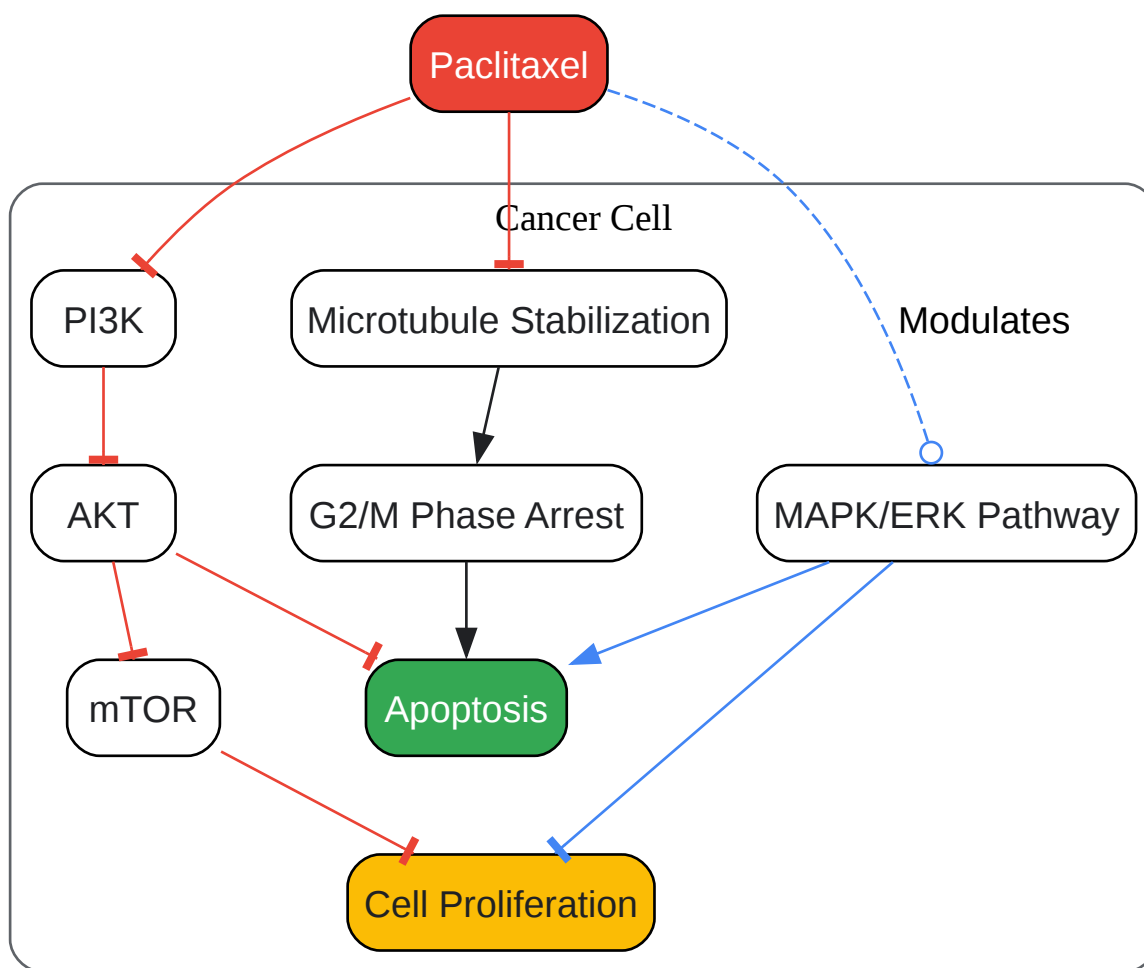 Paclitaxel
Cancer Cell
PI3K
Microtubule Stabilization
Modulates
AKT
G2/M Phase Arrest
MAPK/ERK Pathway
mTOR
Apoptosis
Cell Proliferation